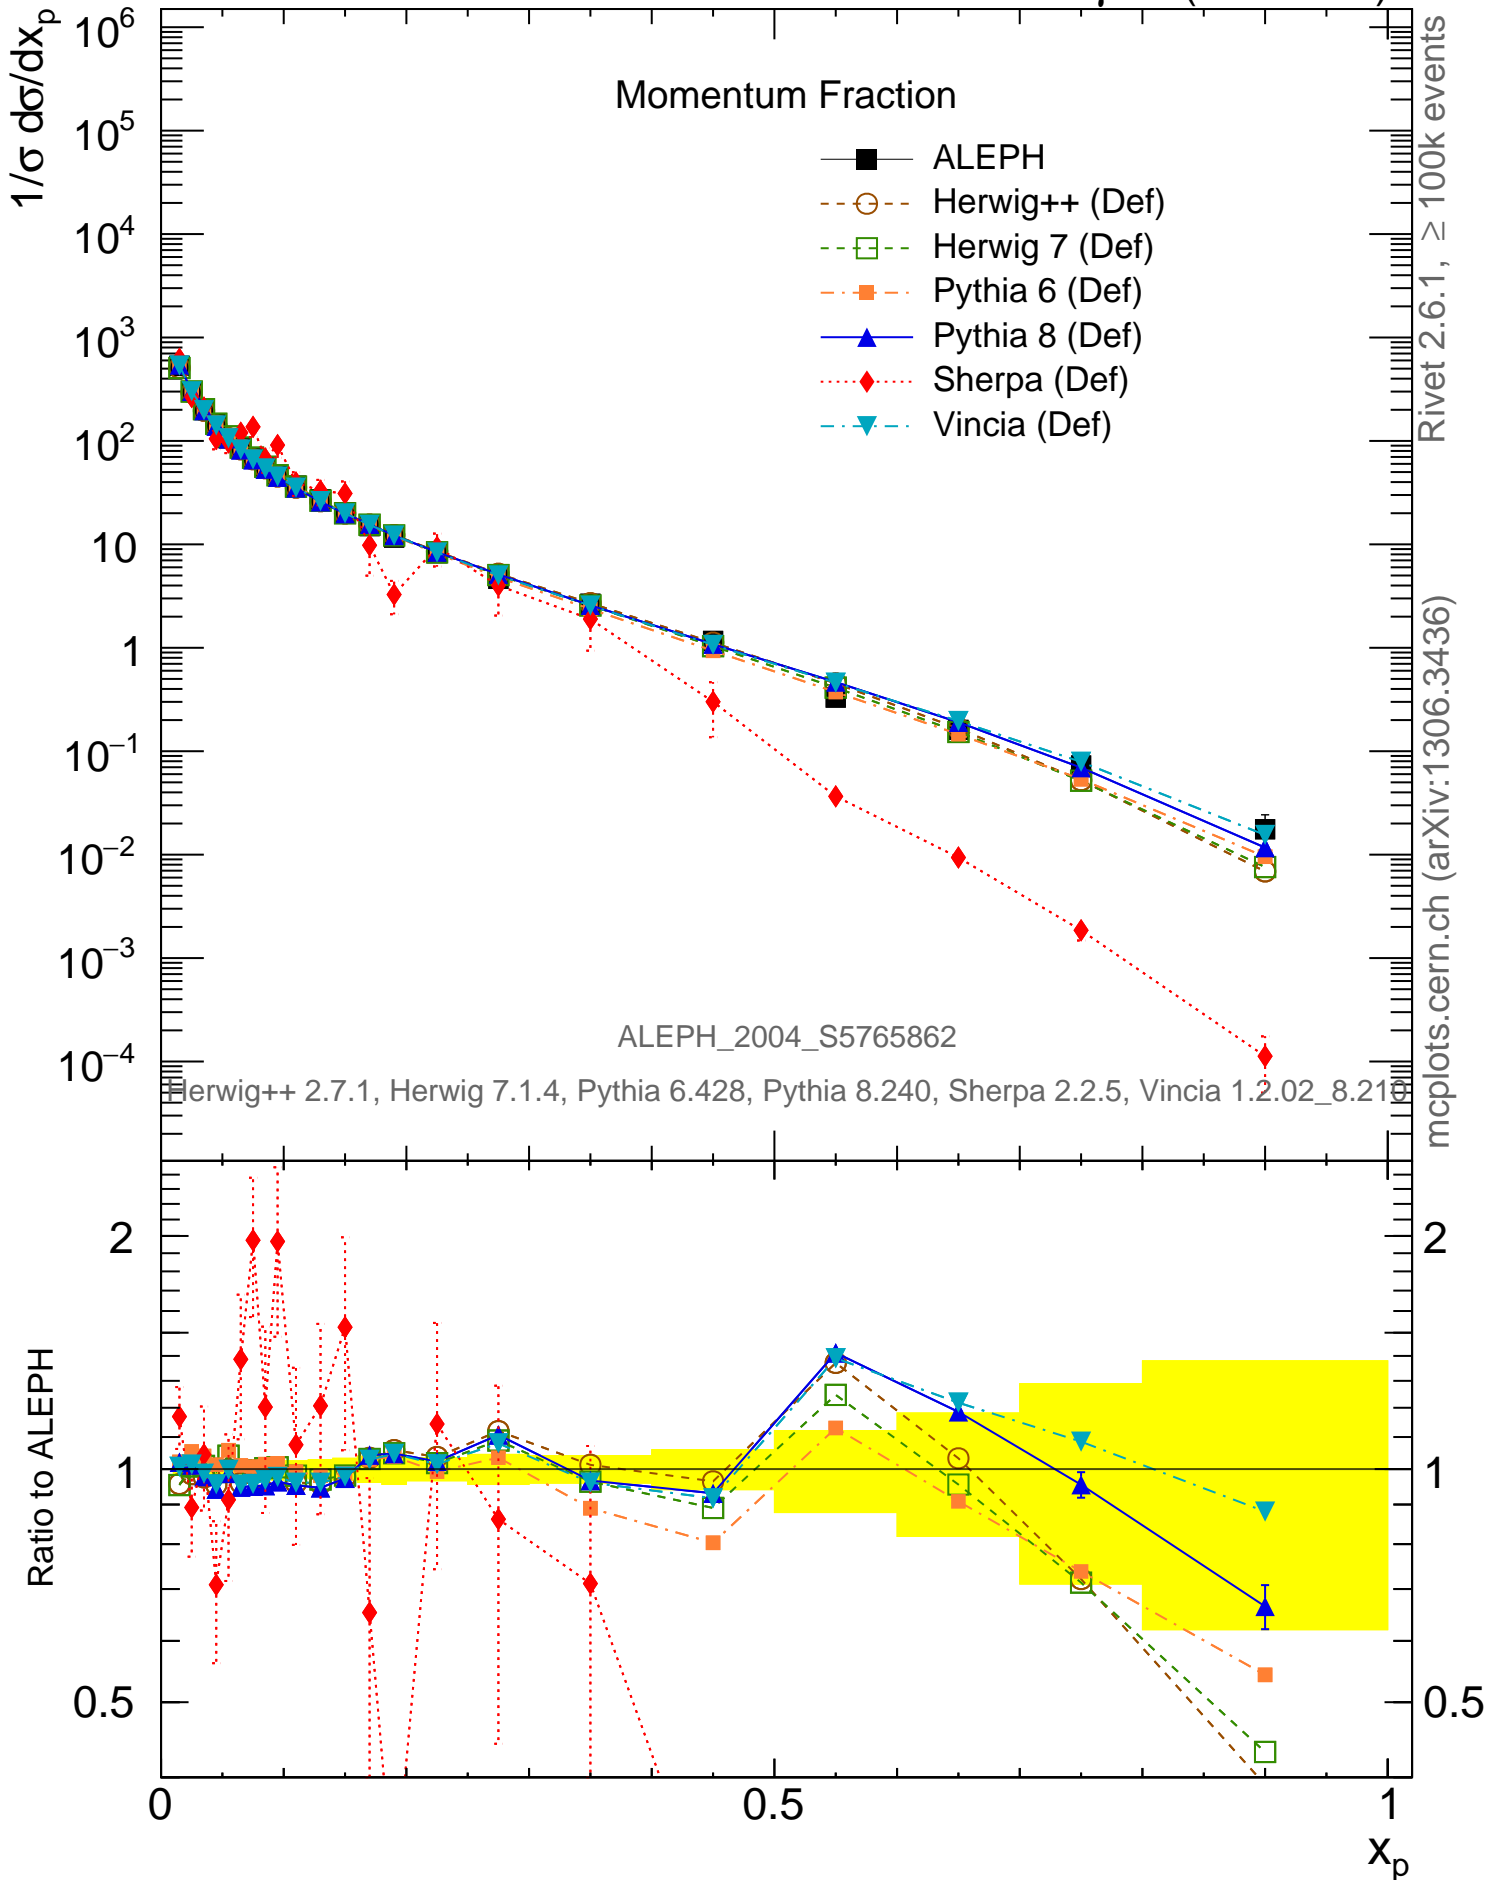 1/σ dσ/dx_p
10^6
10^5
10^4
10^3
10^2
10
1
10^−1
10^−2
10^−3
10^−4
Momentum Fraction
ALEPH
Herwig++ (Def)
Herwig 7 (Def)
Pythia 6 (Def)
Pythia 8 (Def)
Sherpa (Def)
Vincia (Def)
ALEPH_2004_S5765862
Herwig++ 2.7.1, Herwig 7.1.4, Pythia 6.428, Pythia 8.240, Sherpa 2.2.5, Vincia 1.2.02_8.210
Rivet 2.6.1, ≥ 100k events
mcplots.cern.ch (arXiv:1306.3436)
Ratio to ALEPH
2
1
0.5
2
1
0.5
0
0.5
1
x_p